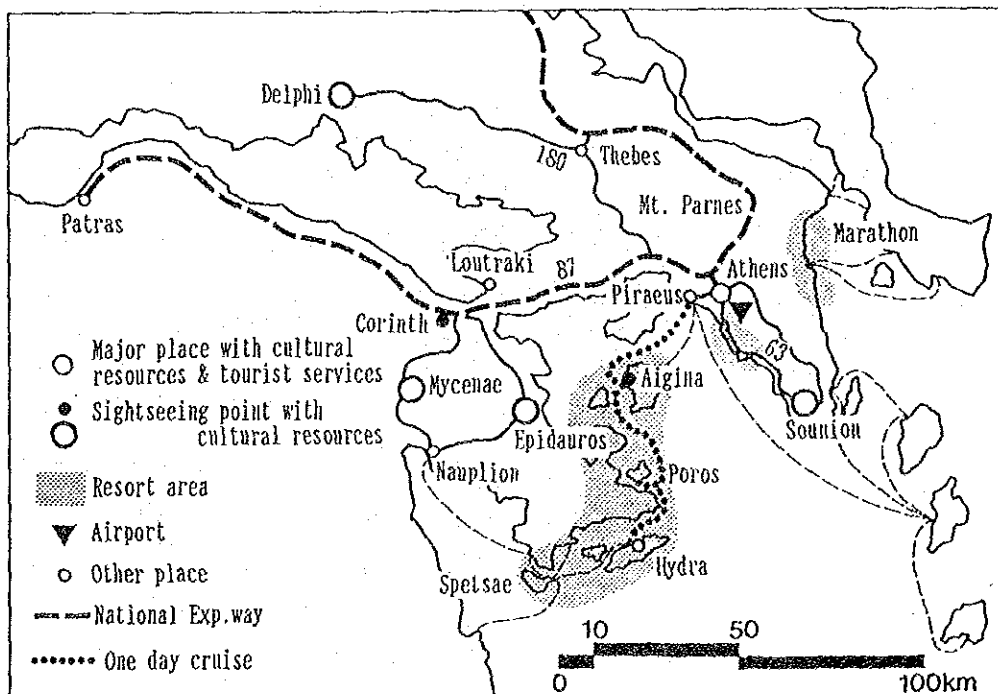 Delphi
180
Thebes
Mt. Parnes
Patras
Marathon
Loutraki
87
Athens
Piraeus
Corinth
63
Major place with cultural
resources & tourist services
Mycenae
Aigina
Sightseeing point with
cultural resources
Epidauros
Sounion
Nauplion
Poros
Resort area
Airport
Other place
Hydra
Spetsae
National Exp.way
One day cruise
10 50
0 100km